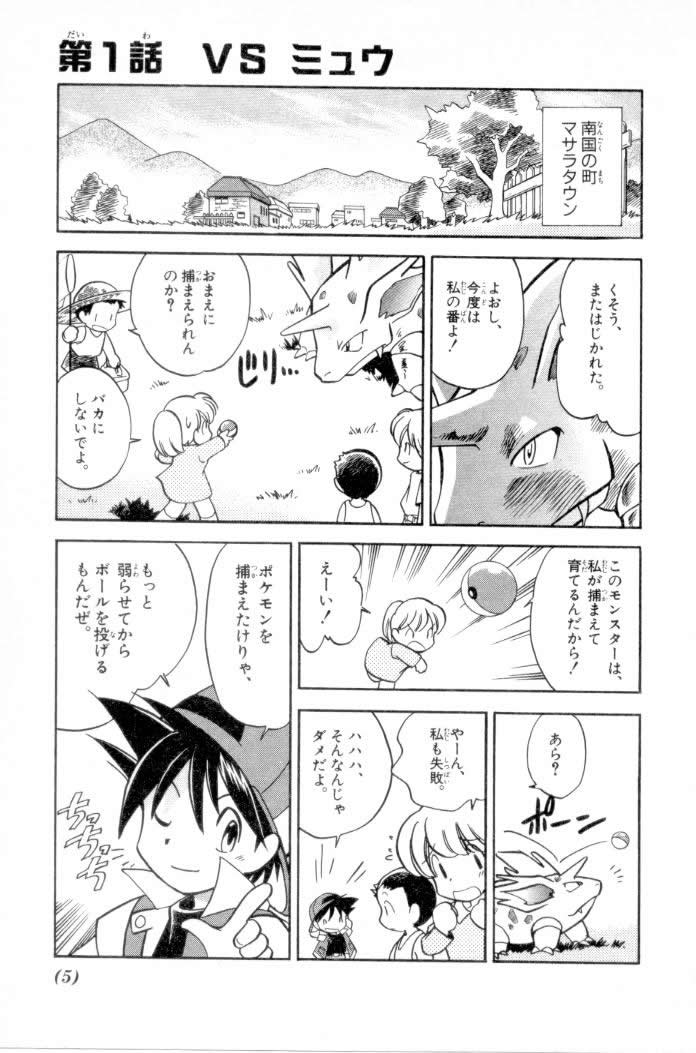 第1話 VS ミュウ
南国の町
マサラタウン
くそう、
またはじかれた。
よおし、
今度は
私の番よ!
おまえに
捕まえられん
のか?
ビリ…
バカに
しないでよ。
このモンスターは、
私が捕まえて
育てるんだから!
えーい!
あら?
ポーン
やーん、
私も失敗。
ハハハ、
そんなんじゃ
ダメだよ。
ポケモンを
捕まえたけりゃ、
もっと
弱らせてから
ボールを投げる
もんだぜ。
ちっちっちっ
(5)